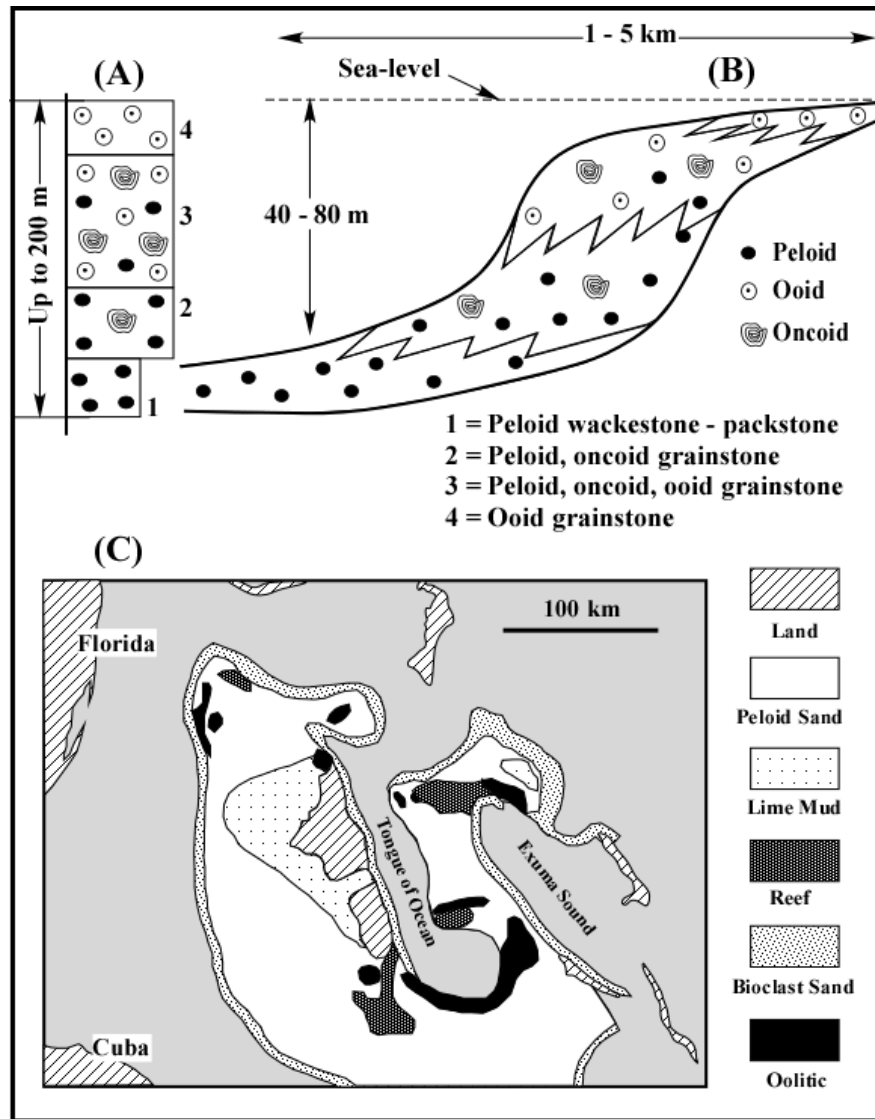 1 - 5 km
(A)
Sea-level
(B)
4
3
2
1
Up to 200 m
40 - 80 m
Peloid
Ooid
Oncoid
1 = Peloid wackestone - packstone
2 = Peloid, oncoid grainstone
3 = Peloid, oncoid, ooid grainstone
4 = Ooid grainstone
(C)
Florida
100 km
Tongue of Ocean
Exuma Sound
Cuba
Land
Peloid Sand
Lime Mud
Reef
Bioclast Sand
Oolitic